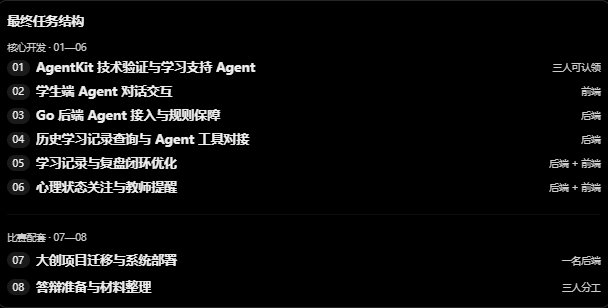 最终任务结构
核心开发 · 01—06
01 AgentKit 技术验证与学习支持 Agent 三人可认领
02 学生端 Agent 对话交互 前端
03 Go 后端 Agent 接入与规则保障 后端
04 历史学习记录查询与 Agent 工具对接 后端
05 学习记录与复盘闭环优化 后端 + 前端
06 心理状态关注与教师提醒 后端 + 前端
比赛配套 · 07—08
07 大创项目迁移与系统部署 一名后端
08 答辩准备与材料整理 三人分工